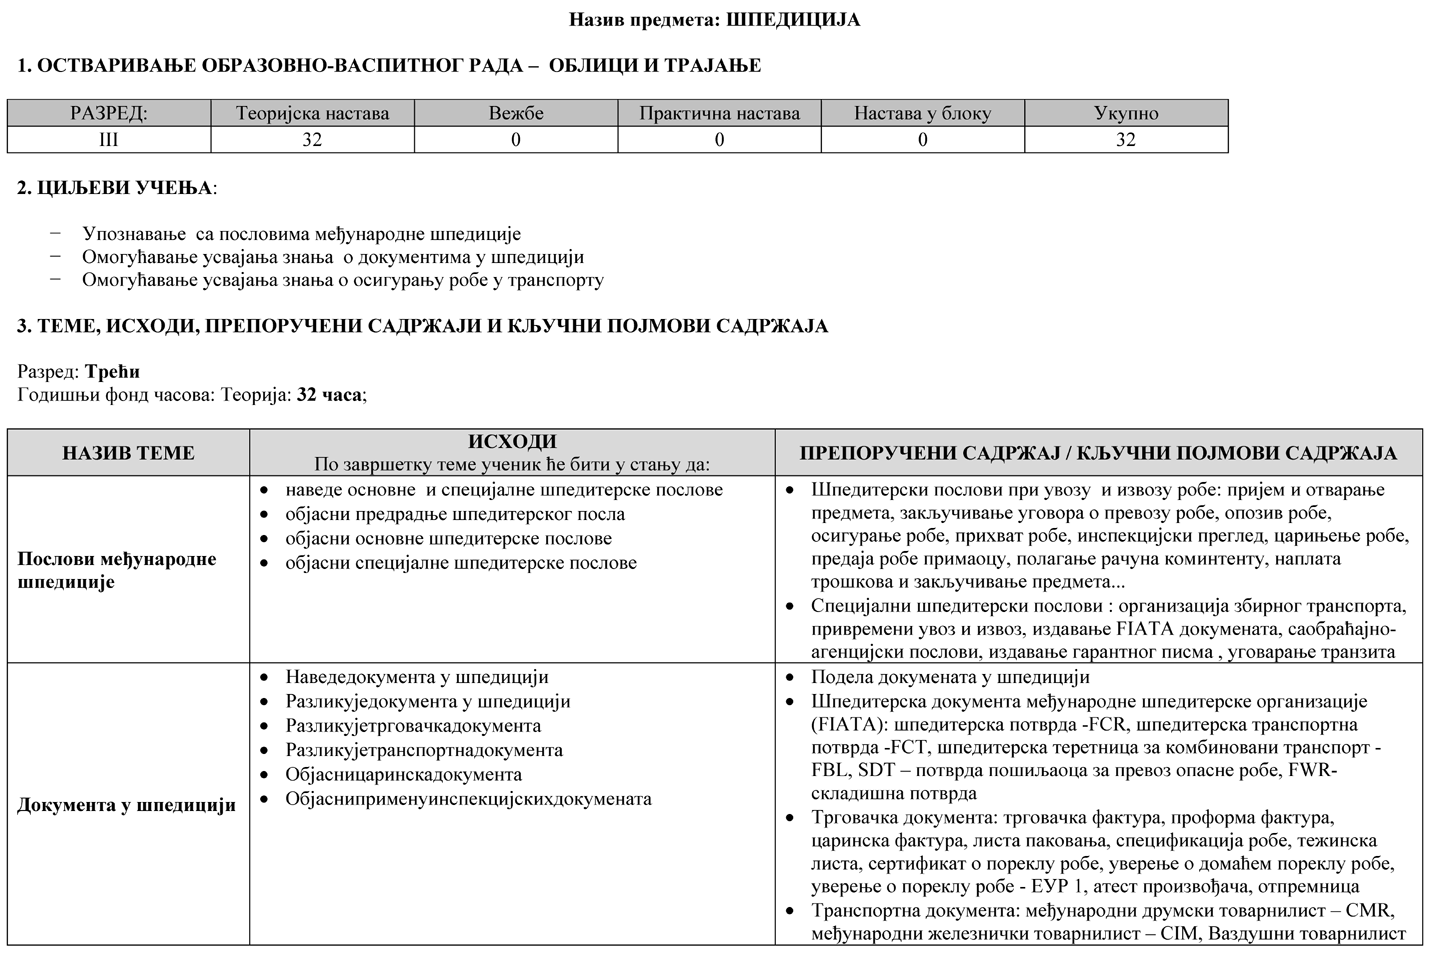 Назив предмета: ШПЕДИЦИЈА
1. ОСТВАРИВАЊЕ ОБРАЗОВНО-ВАСПИТНОГ РАДА – ОБЛИЦИ И ТРАЈАЊЕ
РАЗРЕД: Теоријска настава Вежбе Практична настава Настава у блоку Укупно
III 32 0 0 0 32
2. ЦИЉЕВИ УЧЕЊА:
− Упознавање са пословима међународне шпедиције
− Омогућавање усвајања знања о документима у шпедицији
− Омогућавање усвајања знања о осигурању робе у транспорту
3. ТЕМЕ, ИСХОДИ, ПРЕПОРУЧЕНИ САДРЖАЈИ И КЉУЧНИ ПОЈМОВИ САДРЖАЈА
Разред: Трећи
Годишњи фонд часова: Теорија: 32 часа;
НАЗИВ ТЕМЕ
ИСХОДИ
По завршетку теме ученик ће бити у стању да:
ПРЕПОРУЧЕНИ САДРЖАЈ / КЉУЧНИ ПОЈМОВИ САДРЖАЈА
Послови међународне
шпедиције
• наведе основне и специјалне шпедитерске послове
• објасни предрадње шпедитерског посла
• објасни основне шпедитерске послове
• објасни специјалне шпедитерске послове
• Шпедитерски послови при увозу и извозу робе: пријем и отварање
предмета, закључивање уговора о превозу робе, опозив робе,
осигурање робе, прихват робе, инспекцијски преглед, царињење робе,
предаја робе примаоцу, полагање рачуна коминтенту, наплата
трошкова и закључивање предмета...
• Специјални шпедитерски послови : организација збирног транспорта,
привремени увоз и извоз, издавање FIATA докумената, саобраћајно-
агенцијски послови, издавање гарантног писма , уговарање транзита
Документа у шпедицији
• Наведедокумента у шпедицији
• Разликуједокумента у шпедицији
• Разликујетрговачкадокумента
• Разликујетранспортнадокумента
• Објасницаринскадокумента
• Објаснипременуинспекцијскихдокумената
• Подела докумената у шпедицији
• Шпедитерска документа међународне шпедитерске организације
(FIATA): шпедитерска потврда -FCR, шпедитерска транспортна
потврда -FCT, шпедитерска теретница за комбиновани транспорт -
FBL, SDT – потврда пошиљаоца за превоз опасне робе, FWR-
складишна потврда
• Трговачка документа: трговачка фактура, проформа фактура,
царинска фактура, листа паковања, спецификација робе, тежинска
листа, сертификат о пореклу робе, уверење о домаћем пореклу робе,
уверење о пореклу робе - ЕУР 1, атест произвођача, отпремница
• Транспортна документа: међународни друмски товарнилист – CMR,
међународни железнички товарнилист – CIM, Ваздушни товарнилист